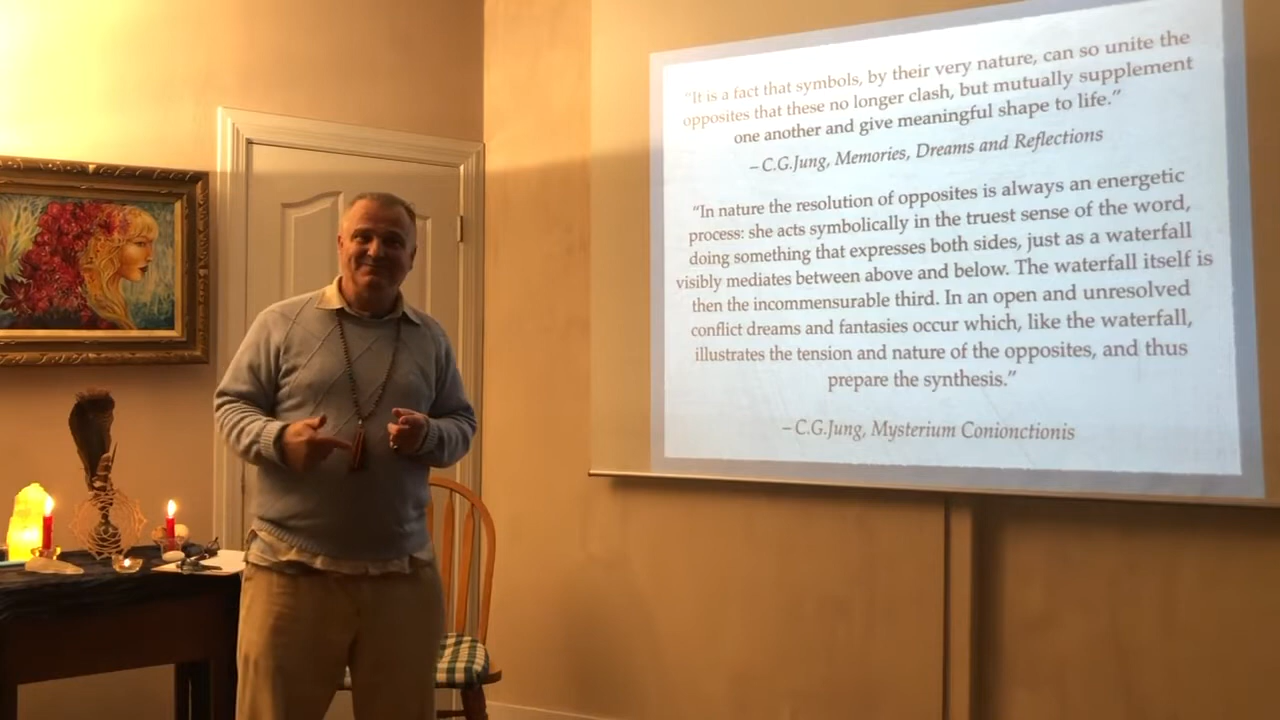 “It is a fact that symbols, by their very nature, can so unite the
opposites that these no longer clash, but mutually supplement
one another and give meaningful shape to life.”
– C.G.Jung, Memories, Dreams and Reflections
“In nature the resolution of opposites is always an energetic
process: she acts symbolically in the truest sense of the word,
doing something that expresses both sides, just as a waterfall
visibly mediates between above and below. The waterfall itself is
then the incommensurable third. In an open and unresolved
conflict dreams and fantasies occur which, like the waterfall,
illustrates the tension and nature of the opposites, and thus
prepare the synthesis.”
– C.G.Jung, Mysterium Conionctionis